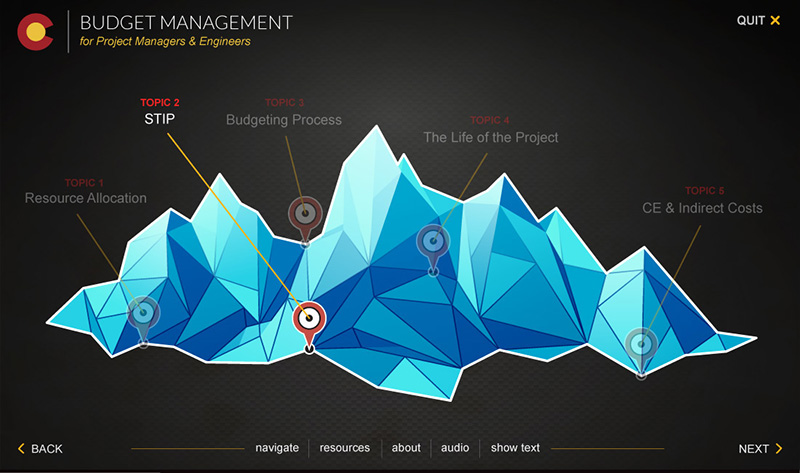 BUDGET MANAGEMENT
for Project Managers & Engineers
QUIT
TOPIC 2
STIP
TOPIC 3
Budgeting Process
TOPIC 4
The Life of the Project
TOPIC 1
Resource Allocation
TOPIC 5
CE & Indirect Costs
BACK
navigate
resources
about
audio
show text
NEXT